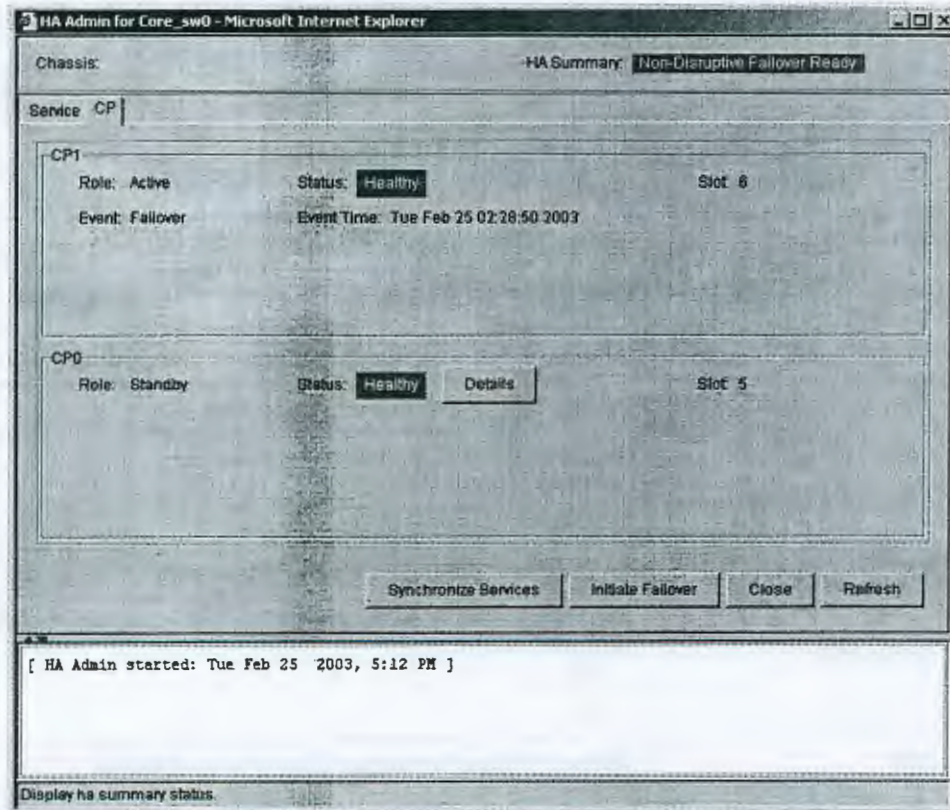 HA Admin for Core_sw0 - Microsoft Internet Explorer
Chassis: HA Summary: Non-Disruptive Failover Ready
Service CP
CP1
Role: Active Status: Healthy Slot: 6
Event: Failover Event Time: Tue Feb 25 02:28:50 2003
CP0
Role: Standby Status: Healthy Details Slot: 5
Synchronize Services Initiate Failover Close Refresh
[ HA Admin started: Tue Feb 25 2003, 5:12 PM ]
Display ha summary status.